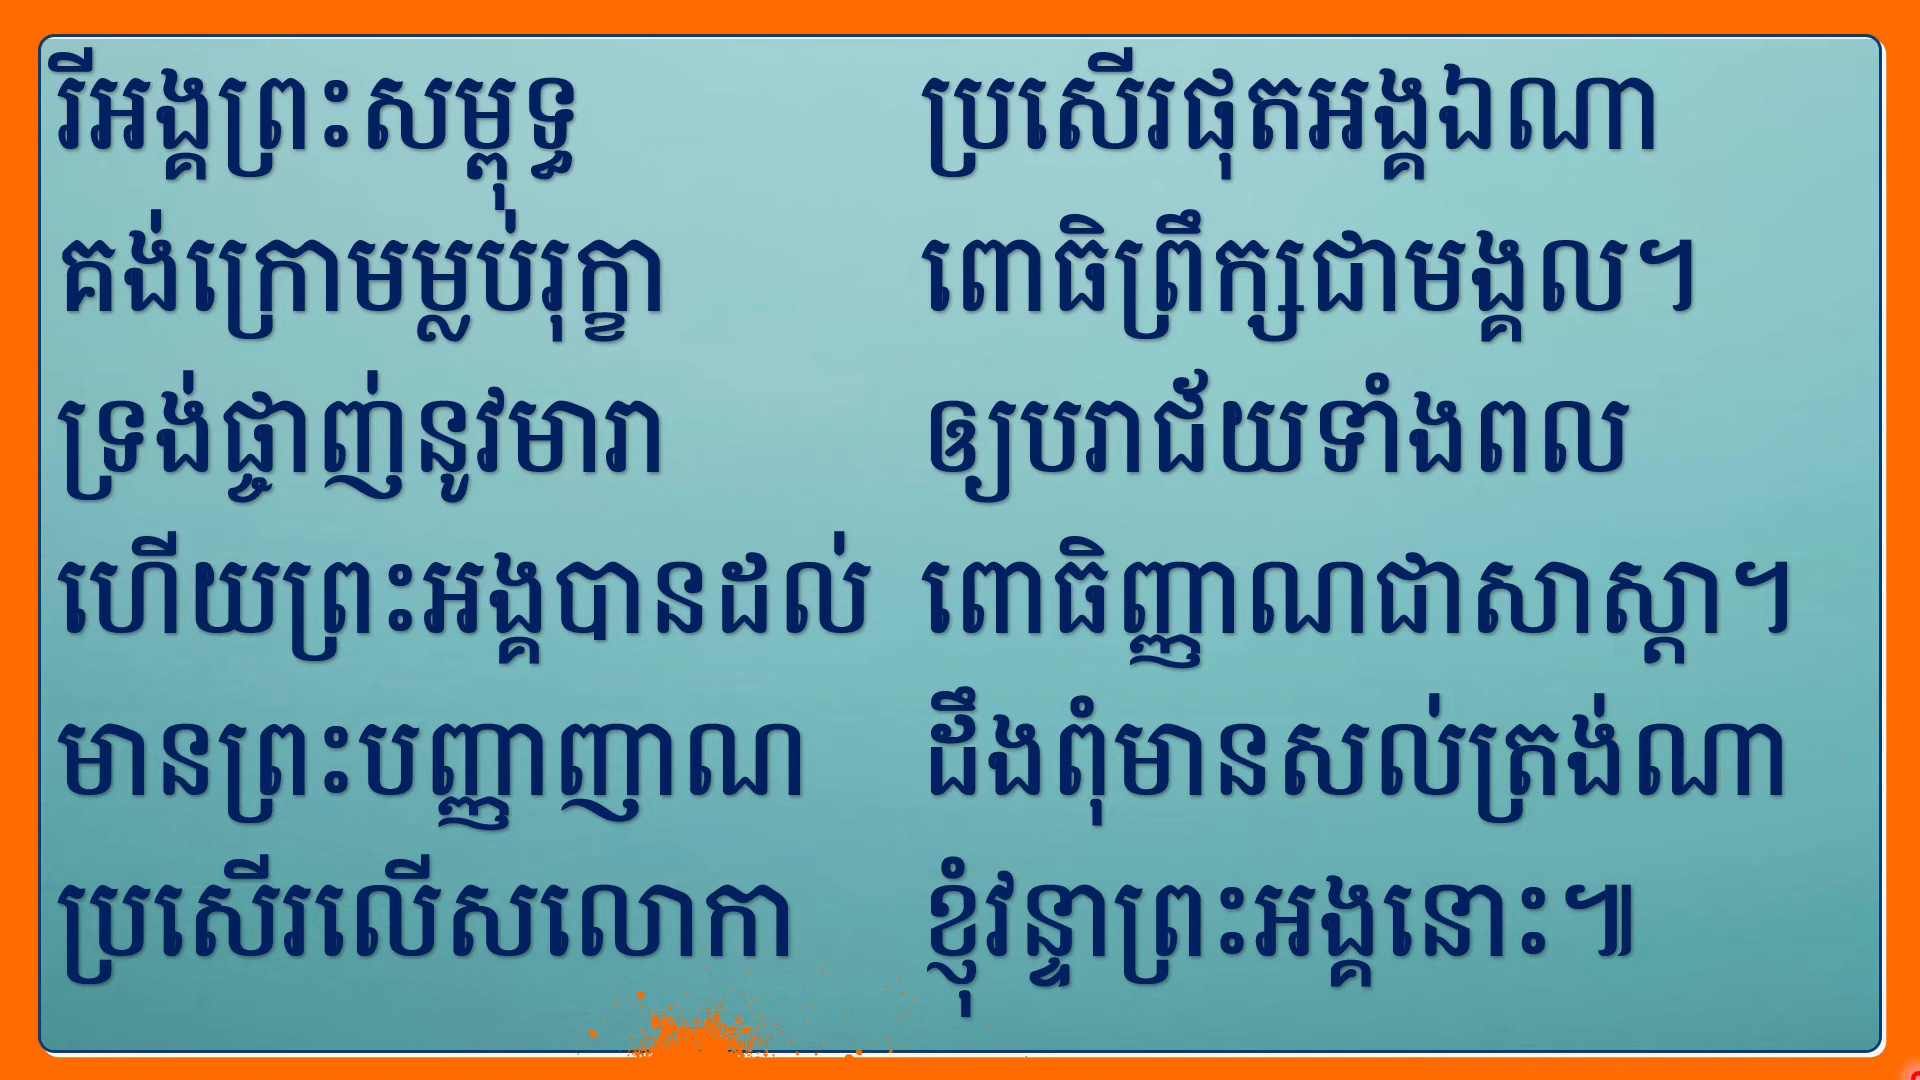 រីអង្គព្រះសម្ពុទ្ធ ប្រសើរផុតអង្គឯណា
គង់ក្រោមម្លប់រុក្ខា ពោធិព្រឹក្សជាមង្គល។
ទ្រង់ផ្ចាញ់នូវមារា ឲ្យបរាជ័យទាំងពល
ហើយព្រះអង្គបានដល់ ពោធិញ្ញាណជាសាស្តា។
មានព្រះបញ្ញាញាណ ដឹងពុំមានសល់ត្រង់ណា
ប្រសើរលើសលោកា ខ្ញុំវន្ទាព្រះអង្គនោះ៕